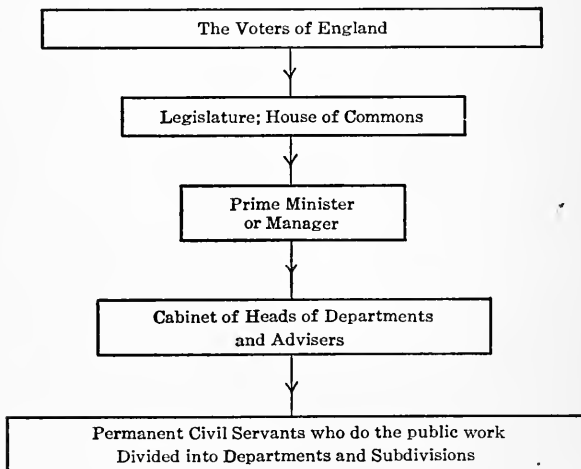 The Voters of England
Legislature; House of Commons
Prime Minister
or Manager
Cabinet of Heads of Departments
and Advisers
Permanent Civil Servants who do the public work
Divided into Departments and Subdivisions